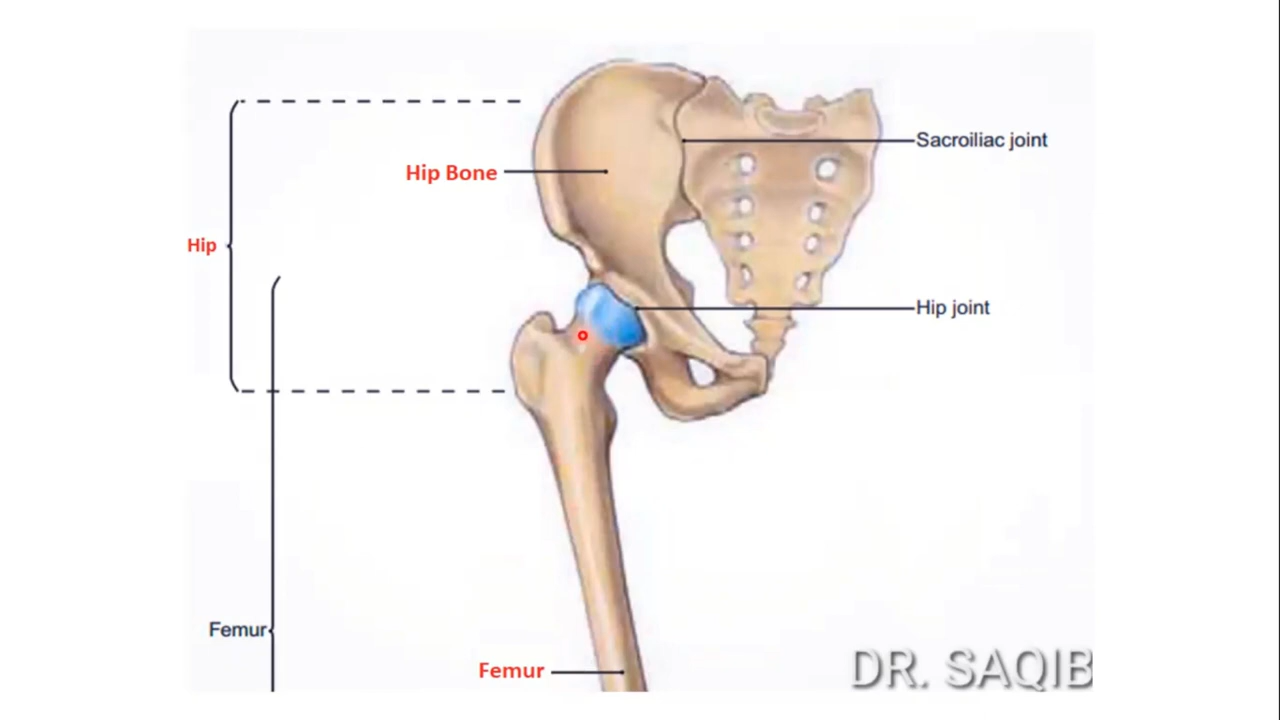 Sacroiliac joint
Hip Bone
Hip
Hip joint
Femur
Femur
DR. SAQIB